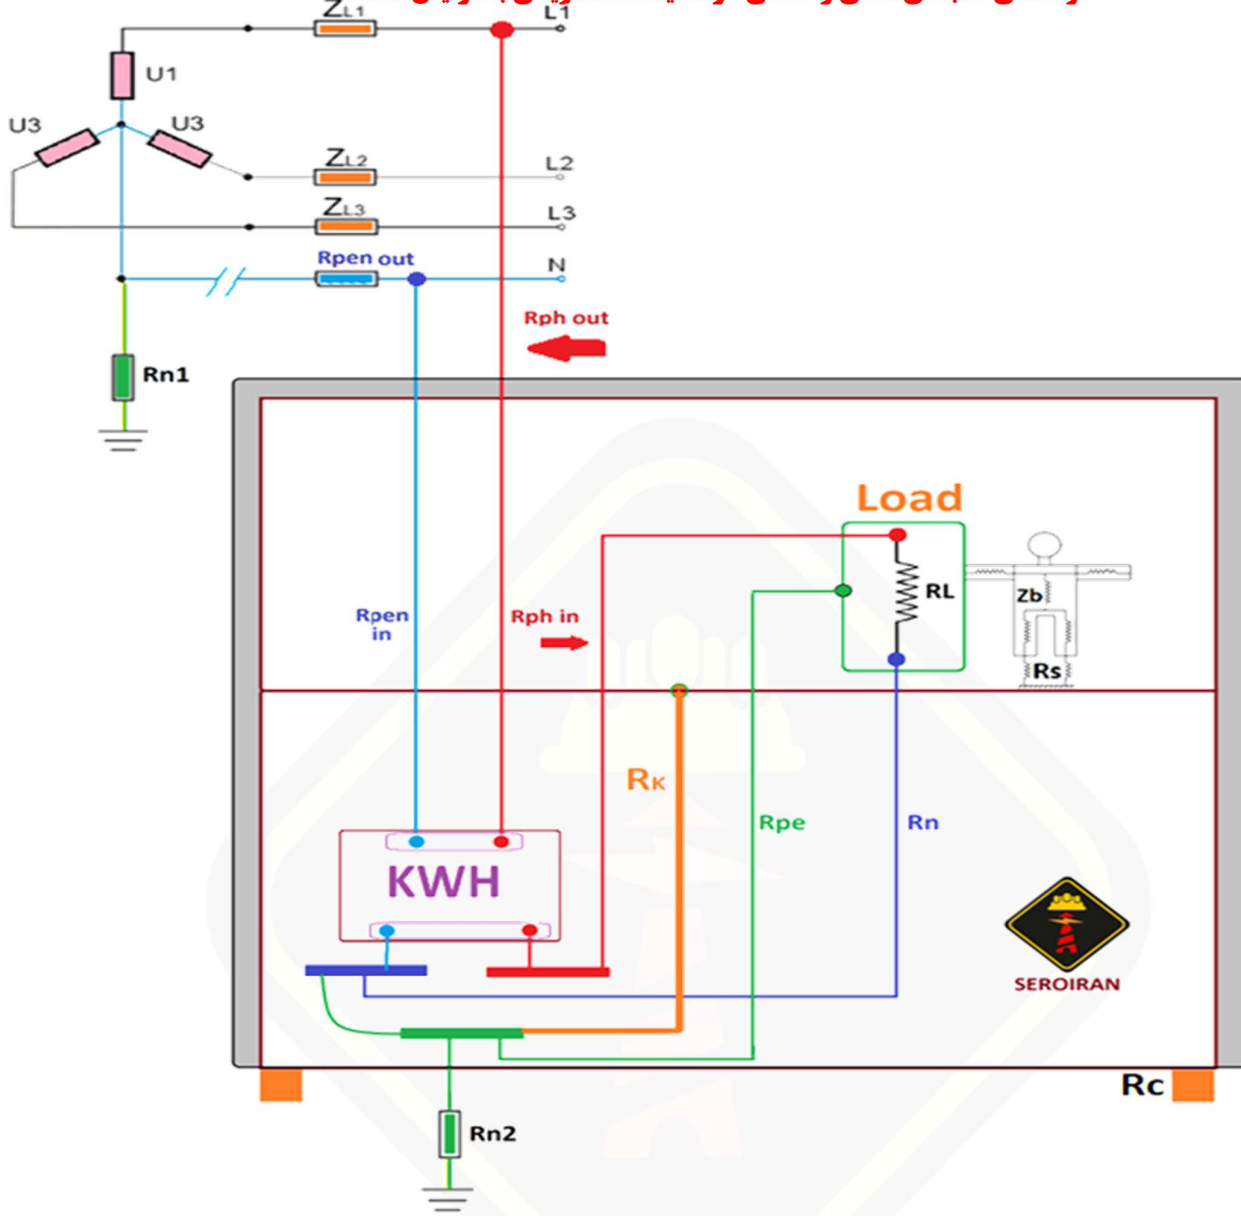 ZL1
L1
U1
U3
U3
ZL2
L2
ZL3
L3
Rpen out
N
Rph out
Rn1
Load
RL
Zb
Rpen
in
Rph in
Rs
RK
Rpe
Rn
KWH
SEROIRAN
Rc
Rn2